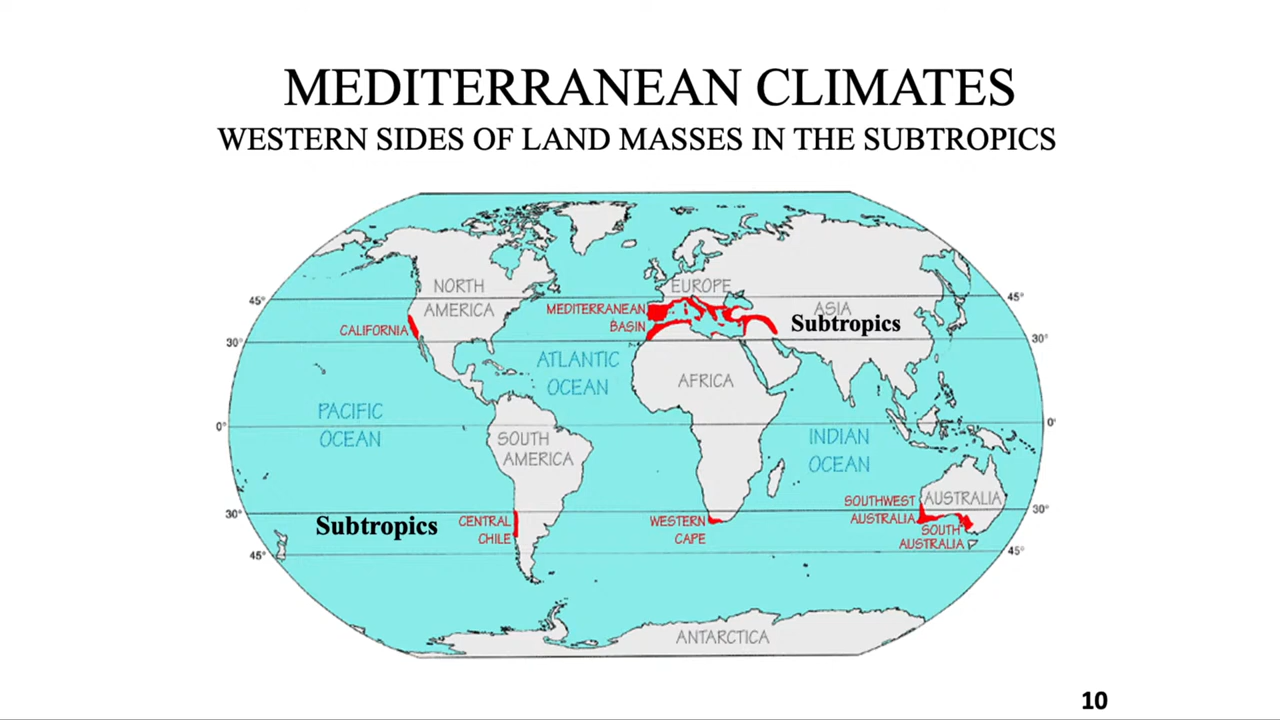 MEDITERRANEAN CLIMATES
WESTERN SIDES OF LAND MASSES IN THE SUBTROPICS
NORTH
AMERICA
EUROPE
ASIA
45°
45°
MEDITERRANEAN
BASIN
CALIFORNIA
Subtropics
30°
30°
ATLANTIC
OCEAN
AFRICA
PACIFIC
OCEAN
0°
0°
SOUTH
AMERICA
INDIAN
OCEAN
SOUTHWEST
AUSTRALIA
AUSTRALIA
30°
30°
Subtropics
CENTRAL
CHILE
WESTERN
CAPE
SOUTH
AUSTRALIA
45°
45°
ANTARCTICA
10